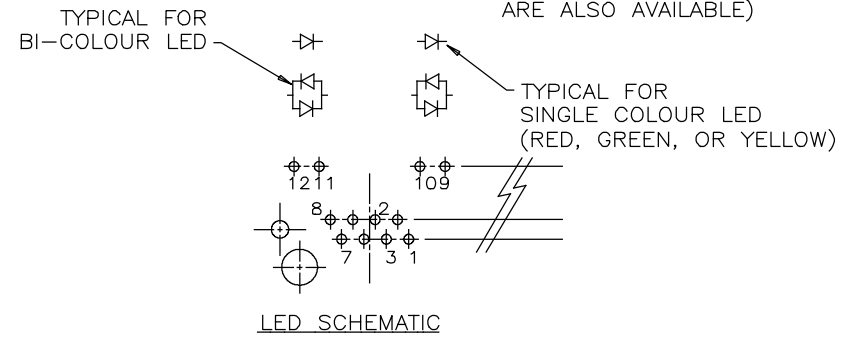 ARE ALSO AVAILABLE)
TYPICAL FOR
BI-COLOUR LED
TYPICAL FOR
SINGLE COLOUR LED
(RED, GREEN, OR YELLOW)
12 11 10 9
8 2
7 3 1
LED SCHEMATIC